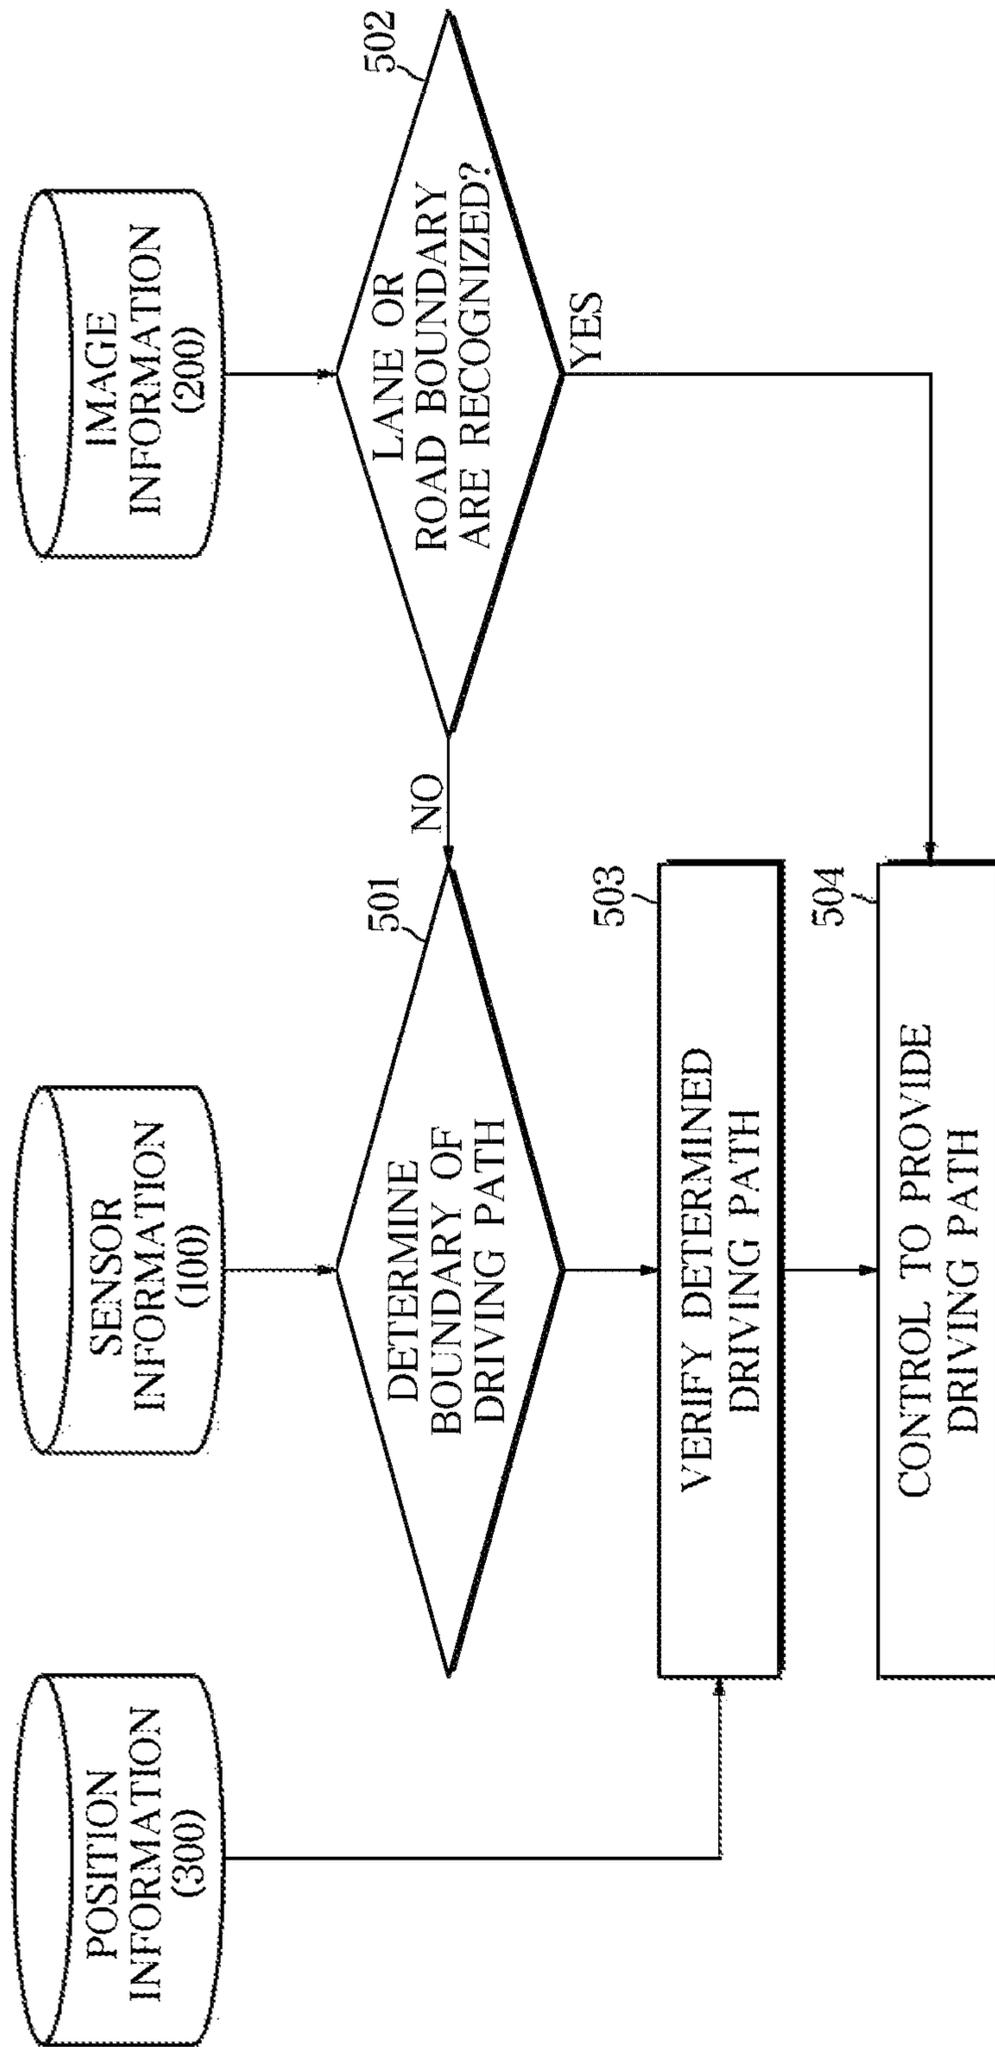 POSITION
INFORMATION
(300)
SENSOR
INFORMATION
(100)
IMAGE
INFORMATION
(200)
DETERMINE
BOUNDARY OF
DRIVING PATH
501
NO
LANE OR
ROAD BOUNDARY
ARE RECOGNIZED?
502
YES
VERIFY DETERMINED
DRIVING PATH
503
CONTROL TO PROVIDE
DRIVING PATH
504